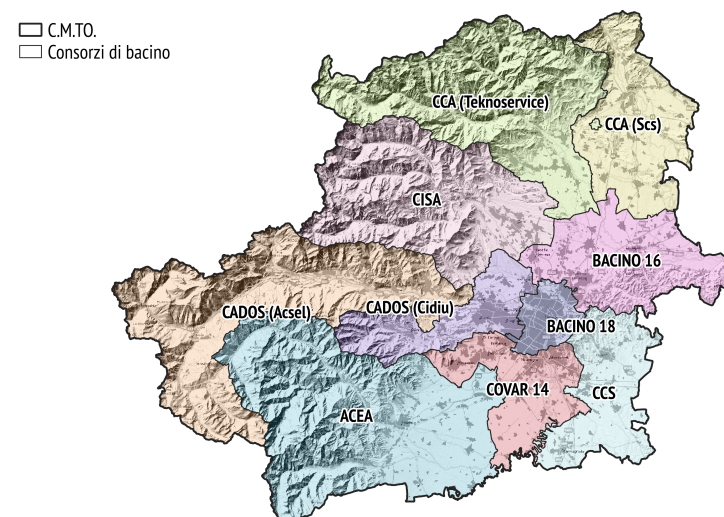 C.M.TO.
Consorzi di bacino
CCA (Teknoservice)
CCA (Scs)
CISA
BACINO 16
CADOS (Acsel)
CADOS (Cidiu)
BACINO 18
COVAR 14
CCS
ACEA